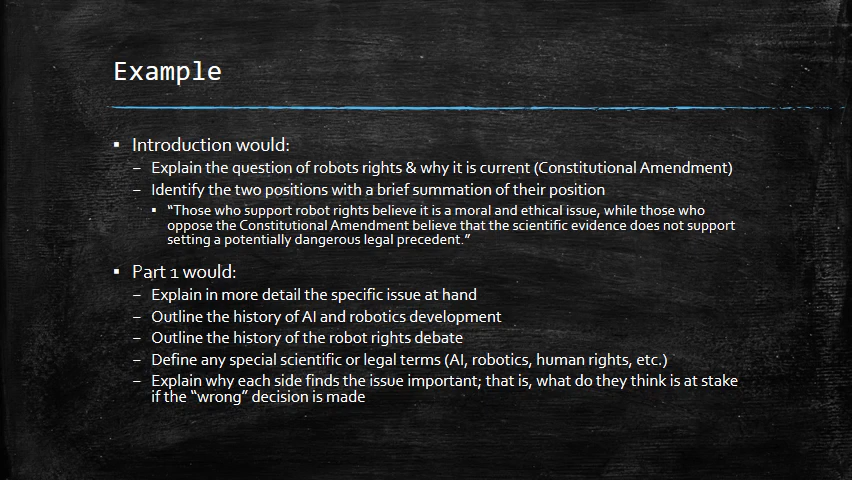 Example
▪ Introduction would:
– Explain the question of robots rights & why it is current (Constitutional Amendment)
– Identify the two positions with a brief summation of their position
▪ “Those who support robot rights believe it is a moral and ethical issue, while those who
oppose the Constitutional Amendment believe that the scientific evidence does not support
setting a potentially dangerous legal precedent.”
▪ Part 1 would:
– Explain in more detail the specific issue at hand
– Outline the history of AI and robotics development
– Outline the history of the robot rights debate
– Define any special scientific or legal terms (AI, robotics, human rights, etc.)
– Explain why each side finds the issue important; that is, what do they think is at stake
if the “wrong” decision is made